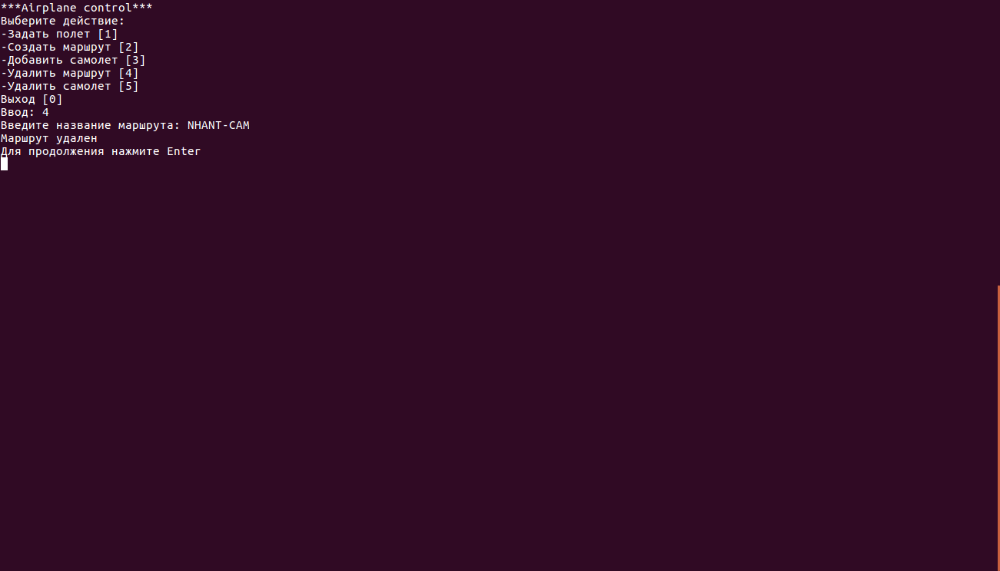 ***Airplane control***
Выберите действие:
-Задать полет [1]
-Создать маршрут [2]
-Добавить самолет [3]
-Удалить маршрут [4]
-Удалить самолет [5]
Выход [0]
Ввод: 4
Введите название маршрута: NHANT-CAM
Маршрут удален
Для продолжения нажмите Enter